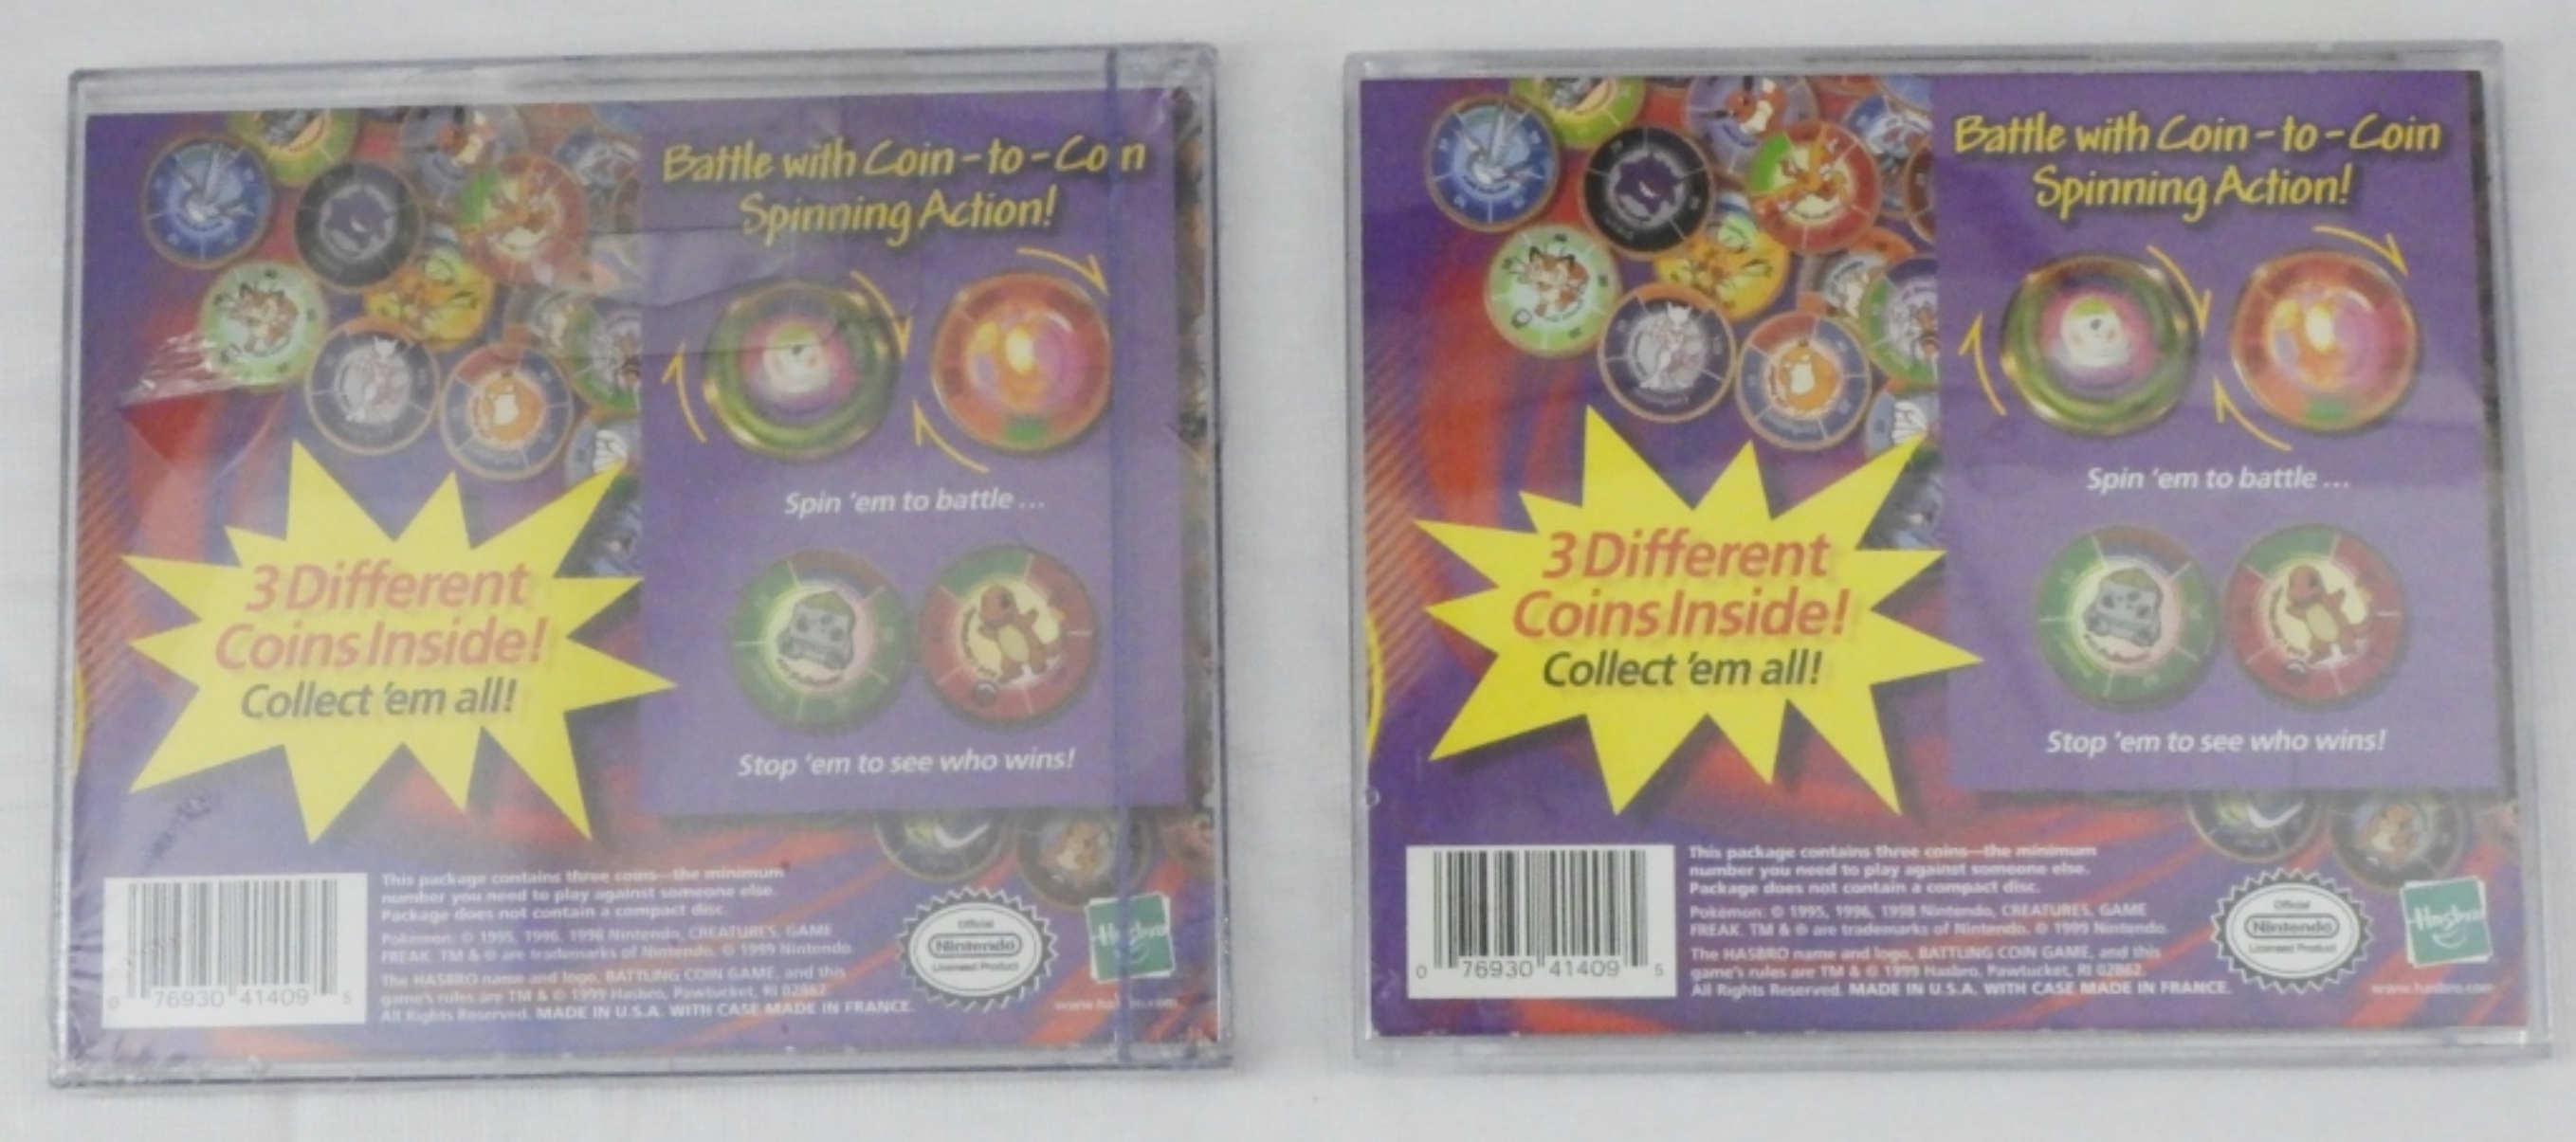 Battle with Coin-to-Co n
Spinning Action!
Spin 'em to battle...
3 Different
Coins Inside!
Collect 'em all!
Stop 'em to see who wins!
This package contains three coins—the minimum
number you need to play against someone else.
Package does not contain a compact disc.
Pokémon: © 1995, 1996, 1998 Nintendo, CREATURES, GAME
FREAK. TM & ® are trademarks of Nintendo. © 1999 Nintendo.
The HASBRO name and logo, BATTLING COIN GAME, and this
game's rules are TM & © 1999 Hasbro, Pawtucket, RI 02862.
All Rights Reserved. MADE IN U.S.A. WITH CASE MADE IN FRANCE.
0 76930 41409 5
Official
Nintendo
Licensed Product
Hasbro
www.hasbro.com
Battle with Coin-to-Coin
Spinning Action!
Spin 'em to battle...
3 Different
Coins Inside!
Collect 'em all!
Stop 'em to see who wins!
This package contains three coins—the minimum
number you need to play against someone else.
Package does not contain a compact disc.
Pokémon: © 1995, 1996, 1998 Nintendo, CREATURES, GAME
FREAK. TM & ® are trademarks of Nintendo. © 1999 Nintendo.
The HASBRO name and logo, BATTLING COIN GAME, and this
game's rules are TM & © 1999 Hasbro, Pawtucket, RI 02862.
All Rights Reserved. MADE IN U.S.A. WITH CASE MADE IN FRANCE.
0 76930 41409 5
Official
Nintendo
Licensed Product
Hasbro
www.hasbro.com